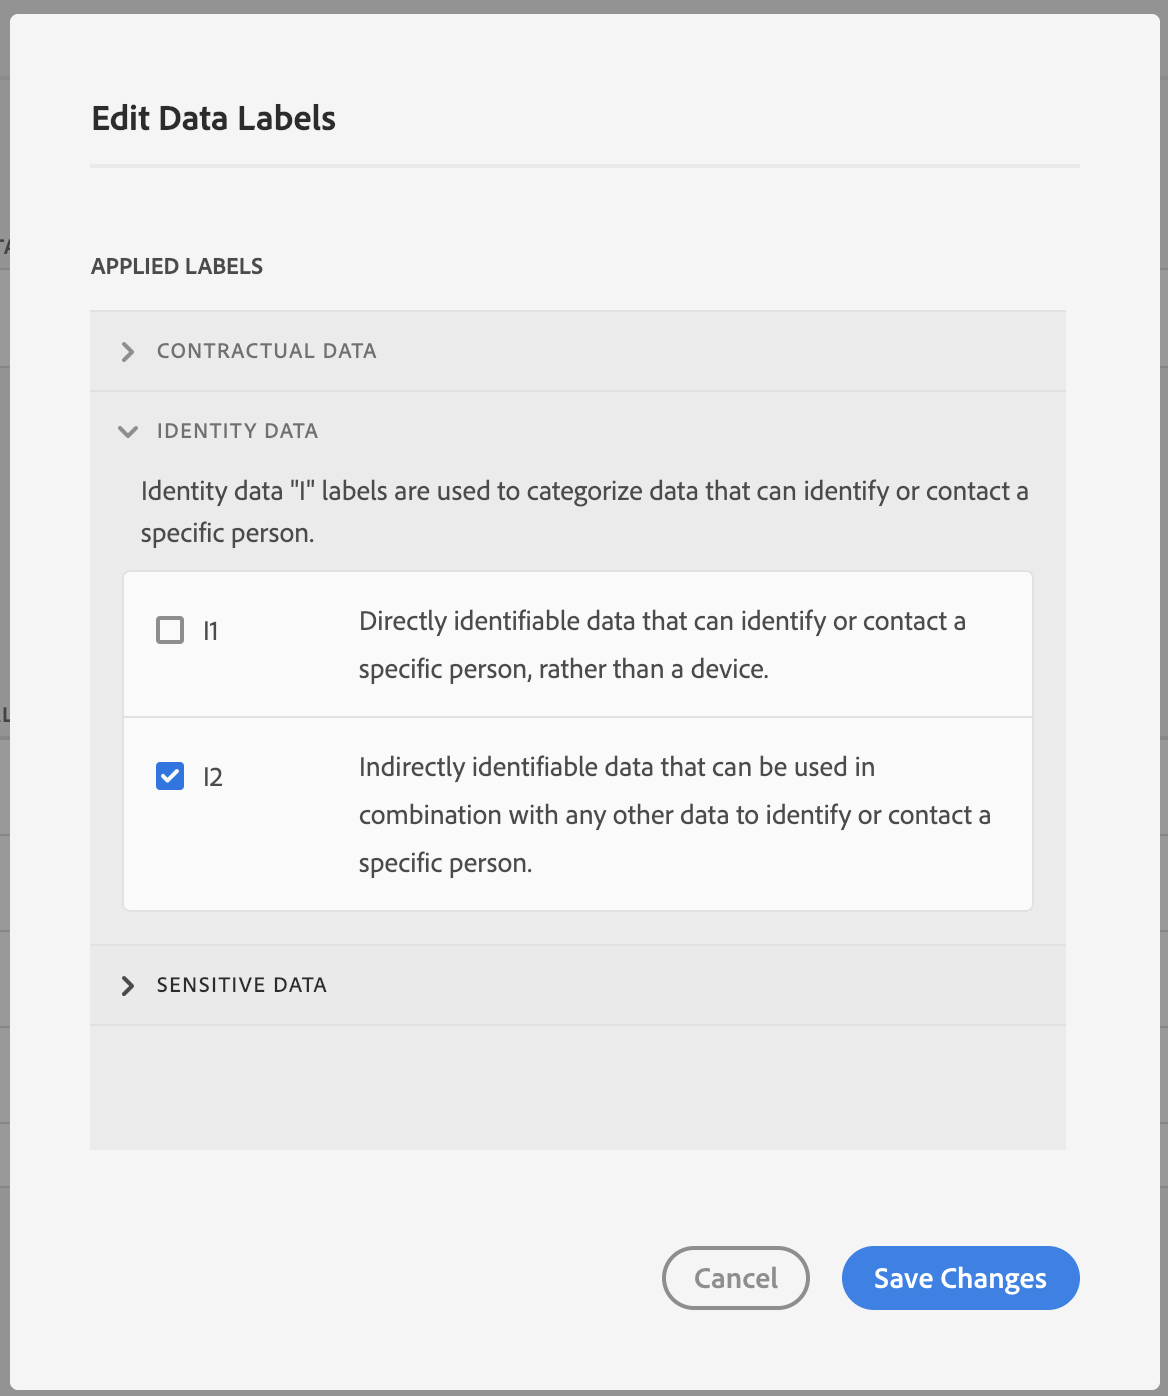 Edit Data Labels
APPLIED LABELS
CONTRACTUAL DATA
IDENTITY DATA
Identity data "I" labels are used to categorize data that can identify or contact a
specific person.
I1
Directly identifiable data that can identify or contact a
specific person, rather than a device.
I2
Indirectly identifiable data that can be used in
combination with any other data to identify or contact a
specific person.
SENSITIVE DATA
Cancel
Save Changes